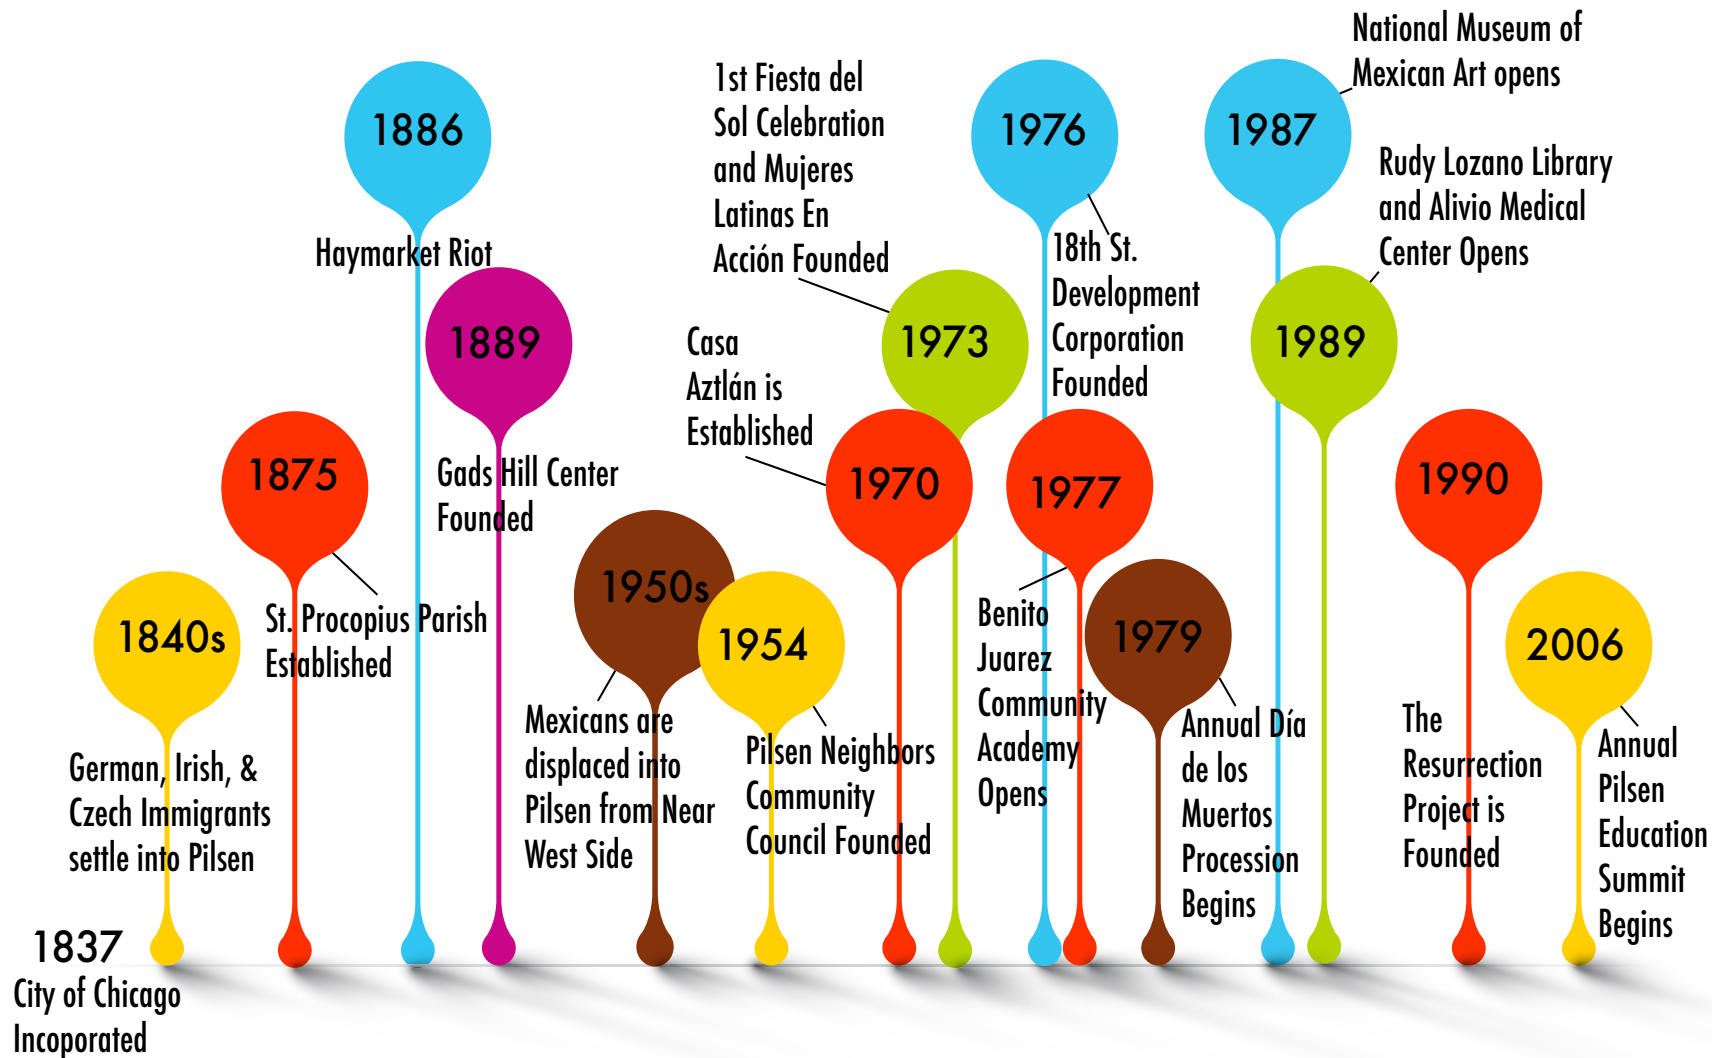 1837
City of Chicago
Incoporated
1840s
German, Irish, &
Czech Immigrants
settle into Pilsen
1875
St. Procopius Parish
Established
1886
Haymarket Riot
1889
Gads Hill Center
Founded
1950s
Mexicans are
displaced into
Pilsen from Near
West Side
1954
Pilsen Neighbors
Community
Council Founded
1970
Casa
Aztlán is
Established
1973
1st Fiesta del
Sol Celebration
and Mujeres
Latinas En
Acción Founded
1976
18th St.
Development
Corporation
Founded
1977
Benito
Juarez
Community
Academy
Opens
1979
Annual Día
de los
Muertos
Procession
Begins
1987
National Museum of
Mexican Art opens
1989
Rudy Lozano Library
and Alivio Medical
Center Opens
1990
The
Resurrection
Project is
Founded
2006
Annual
Pilsen
Education
Summit
Begins